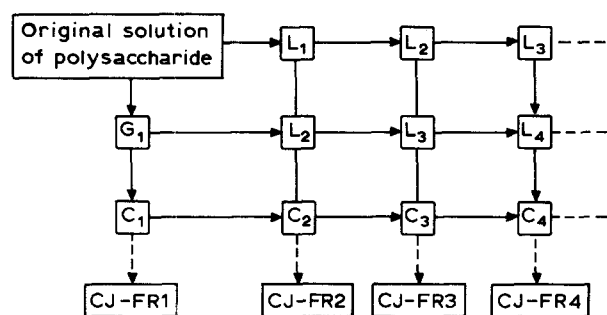 Original solution
of polysaccharide
L₁ L₂ L₃
G₁ L₂ L₃ L₄
C₁ C₂ C₃ C₄
CJ-FR1 CJ-FR2 CJ-FR3 CJ-FR4